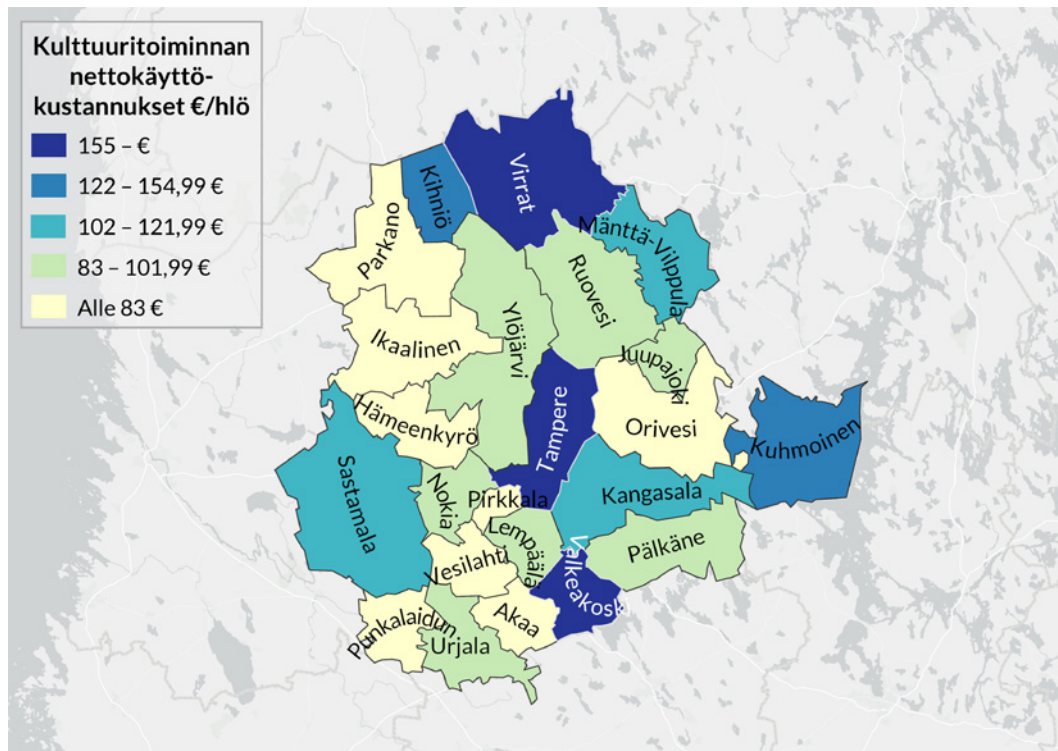 Kulttuuritoiminnan
nettokäyttö-
kustannukset €/hlö
155 – €
122 – 154,99 €
102 – 121,99 €
83 – 101,99 €
Alle 83 €
Virrat
Kihniö
Parkano
Mänttä-Vilppula
Ruovesi
Ylöjärvi
Ikaalinen
Juupajoki
Hämeenkyrö
Tampere
Orivesi
Kuhmoinen
Sastamala
Nokia
Pirkkala
Kangasala
Lempäälä
Vesilahti
Valkeakoski
Pälkäne
Punkalaidun
Akaa
Urjala